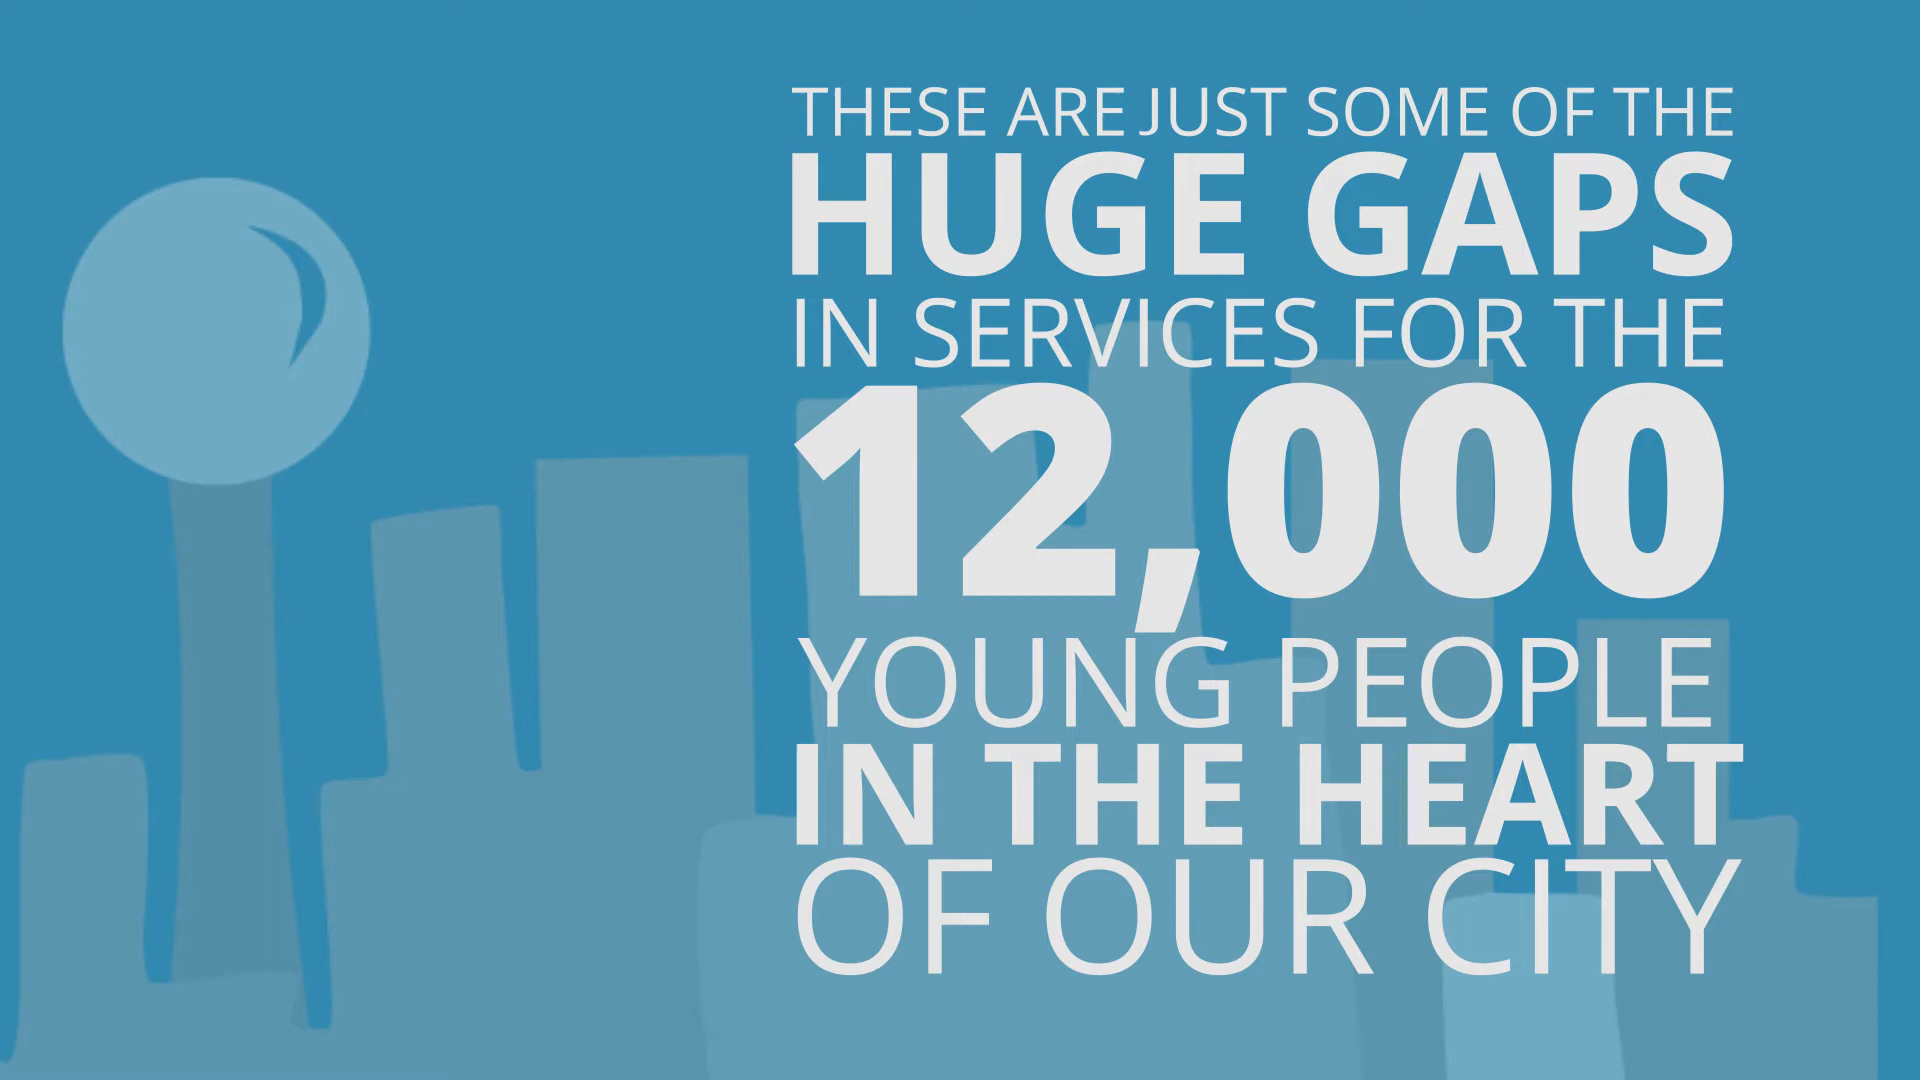 THESE ARE JUST SOME OF THE
HUGE GAPS
IN SERVICES FOR THE
12,000
YOUNG PEOPLE
IN THE HEART
OF OUR CITY